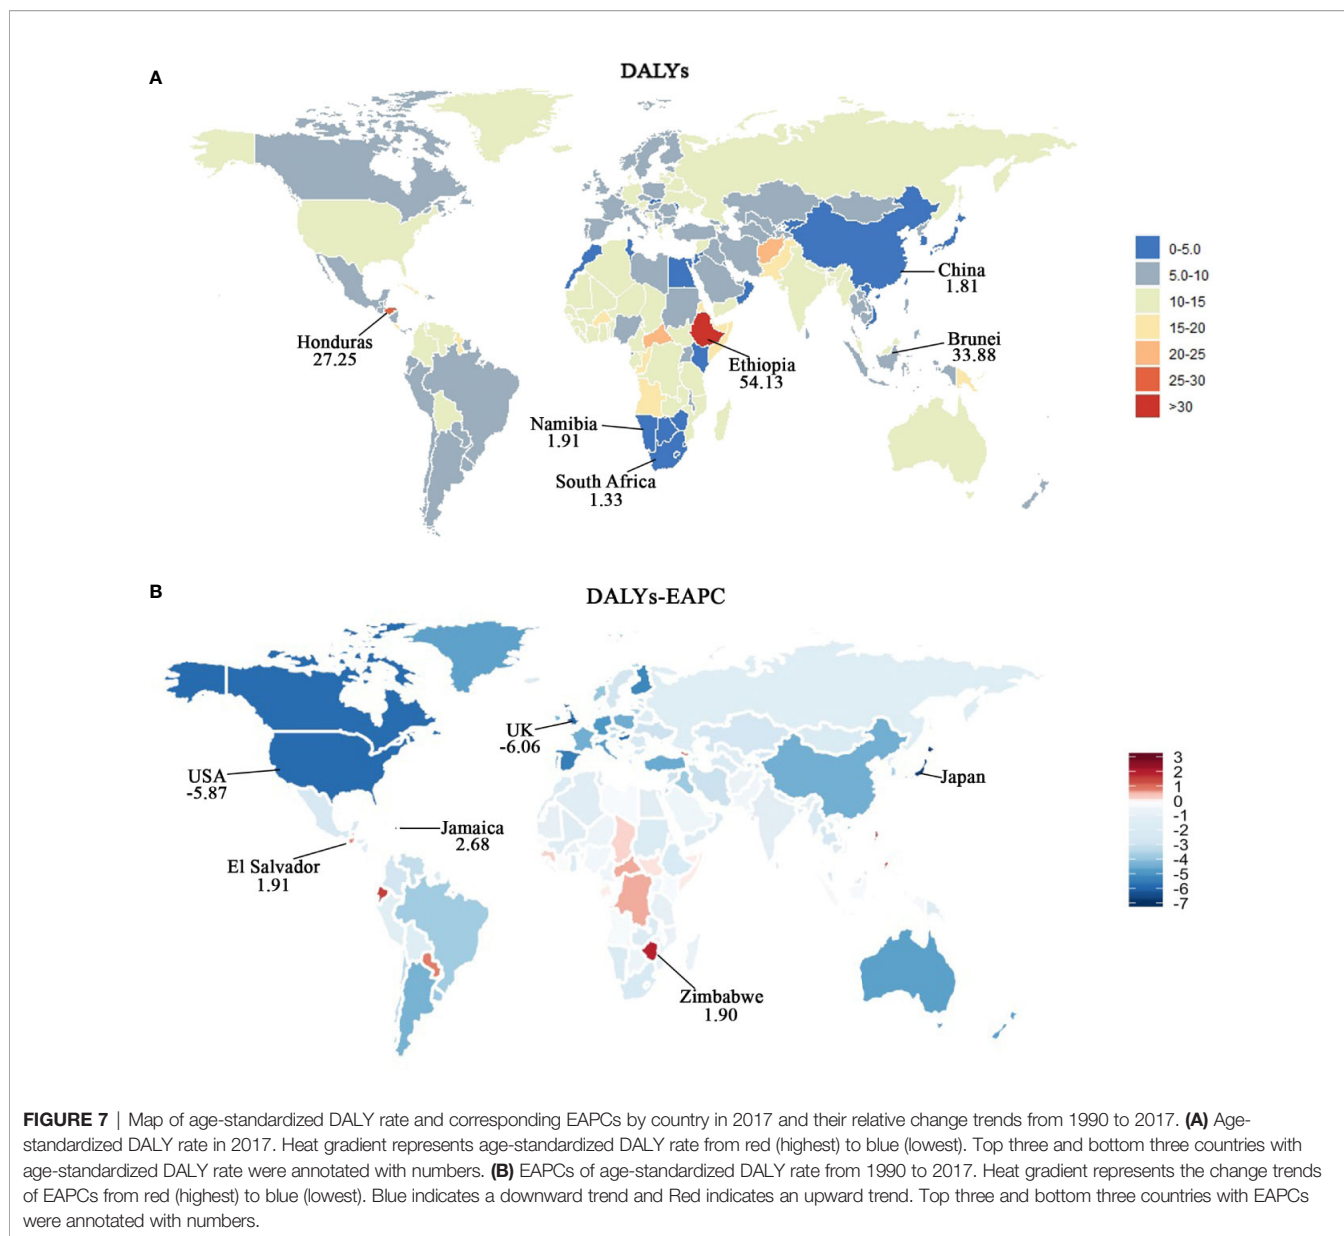 A
DALYs
China
1.81
Honduras
27.25
Brunei
33.88
Ethiopia
54.13
Namibia
1.91
South Africa
1.33
0-5.0
5.0-10
10-15
15-20
20-25
25-30
>30
B
DALYs-EAPC
UK
-6.06
USA
-5.87
Japan
Jamaica
2.68
El Salvador
1.91
Zimbabwe
1.90
3
2
1
0
-1
-2
-3
-4
-5
-6
-7
FIGURE 7 | Map of age-standardized DALY rate and corresponding EAPCs by country in 2017 and their relative change trends from 1990 to 2017. (A) Age-
standardized DALY rate in 2017. Heat gradient represents age-standardized DALY rate from red (highest) to blue (lowest). Top three and bottom three countries with
age-standardized DALY rate were annotated with numbers. (B) EAPCs of age-standardized DALY rate from 1990 to 2017. Heat gradient represents the change trends
of EAPCs from red (highest) to blue (lowest). Blue indicates a downward trend and Red indicates an upward trend. Top three and bottom three countries with EAPCs
were annotated with numbers.